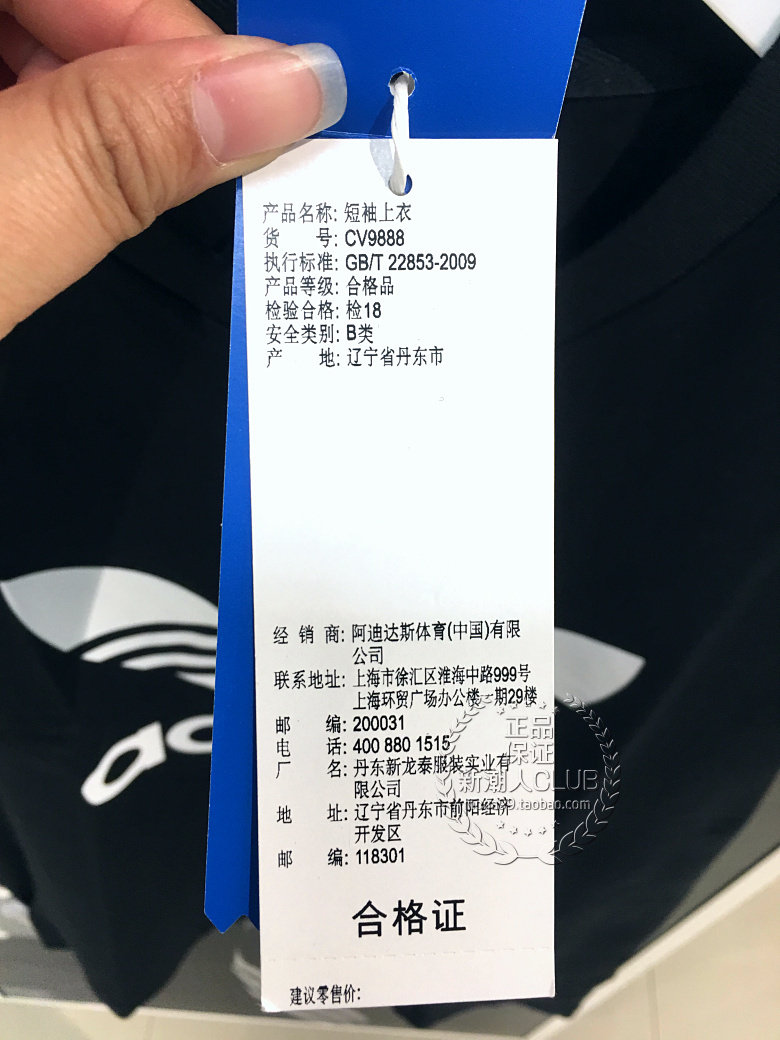 产品名称: 短袖上衣
货 号: CV9888
执行标准: GB/T 22853-2009
产品等级: 合格品
检验合格: 检18
安全类别: B类
产 地: 辽宁省丹东市
经 销 商: 阿迪达斯体育(中国)有限
公司
联系地址: 上海市徐汇区淮海中路999号
上海环贸广场办公楼一期29楼
邮 编: 200031
电 话: 400 880 1515
厂 名: 丹东新龙泰服装实业有
限公司
地 址: 辽宁省丹东市前阳经济
开发区
邮 编: 118301
合格证
建议零售价:
正品
保证
新潮人CLUB